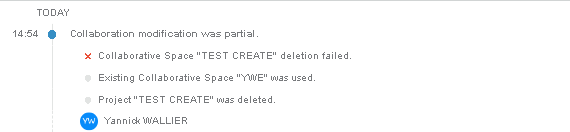 TODAY
14:54 Collaboration modification was partial.
Collaborative Space "TEST CREATE" deletion failed.
Existing Collaborative Space "YWE" was used.
Project "TEST CREATE" was deleted.
YW Yannick WALLIER